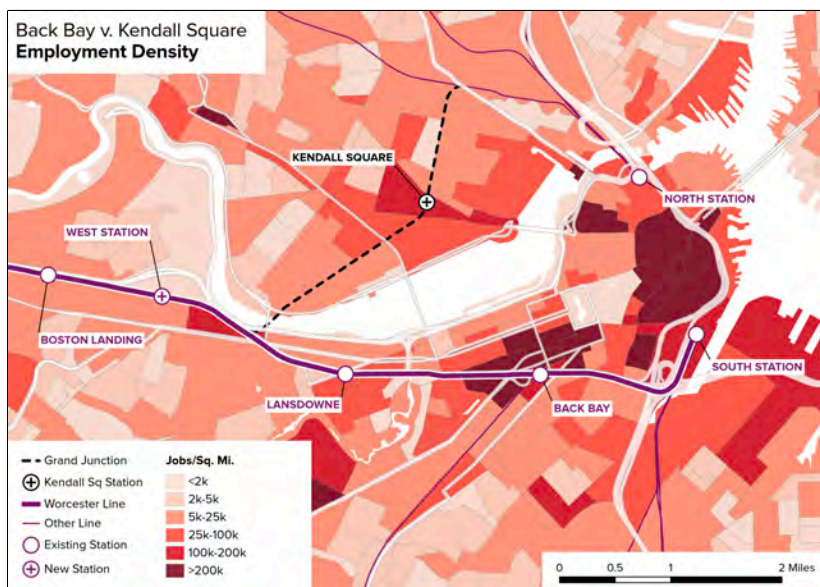 Back Bay v. Kendall Square
Employment Density
KENDALL SQUARE
NORTH STATION
WEST STATION
BOSTON LANDING
LANSDOWNE
BACK BAY
SOUTH STATION
Grand Junction
Kendall Sq Station
Worcester Line
Other Line
Existing Station
New Station
Jobs/Sq. Mi.
<2k
2k-5k
5k-25k
25k-100k
100k-200k
>200k
0 0.5 1 2 Miles